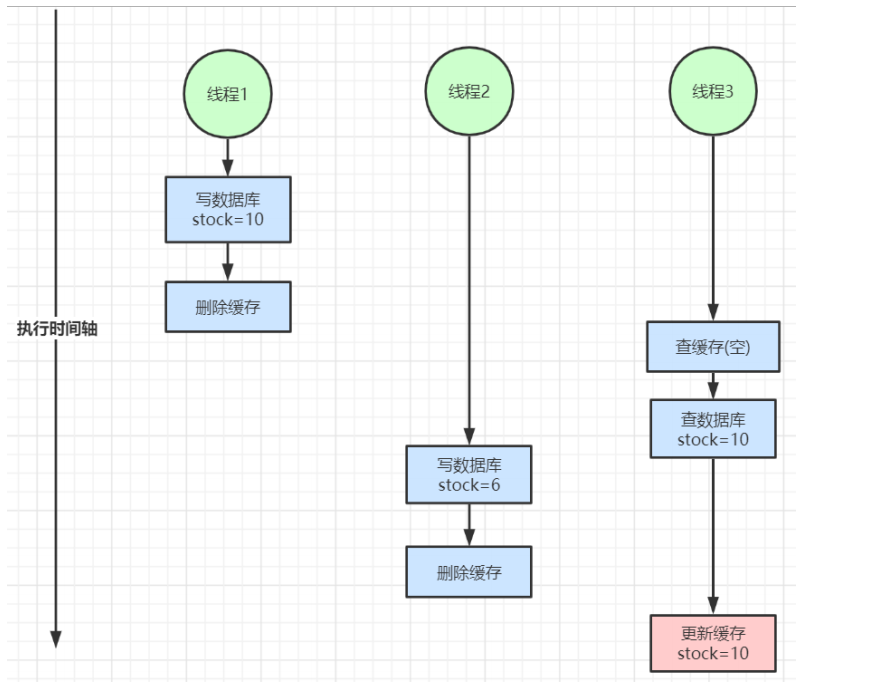 线程1
线程2
线程3
写数据库
stock=10
删除缓存
执行时间轴
查缓存(空)
查数据库
stock=10
写数据库
stock=6
删除缓存
更新缓存
stock=10